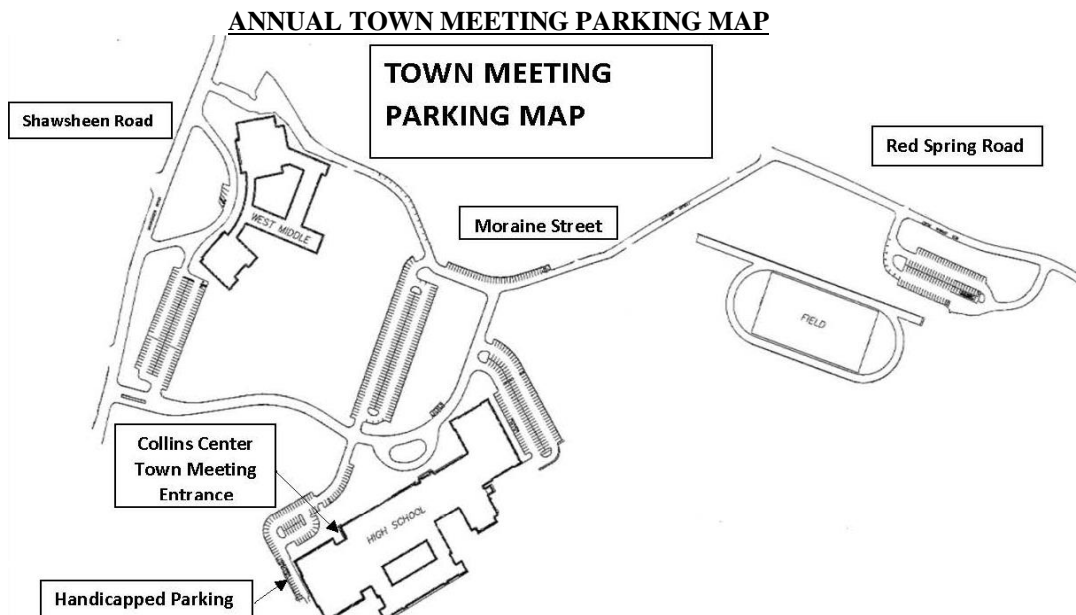 ANNUAL TOWN MEETING PARKING MAP
TOWN MEETING
PARKING MAP
Shawsheen Road
Red Spring Road
Moraine Street
WEST MIDDLE
FIELD
Collins Center
Town Meeting
Entrance
HIGH SCHOOL
Handicapped Parking